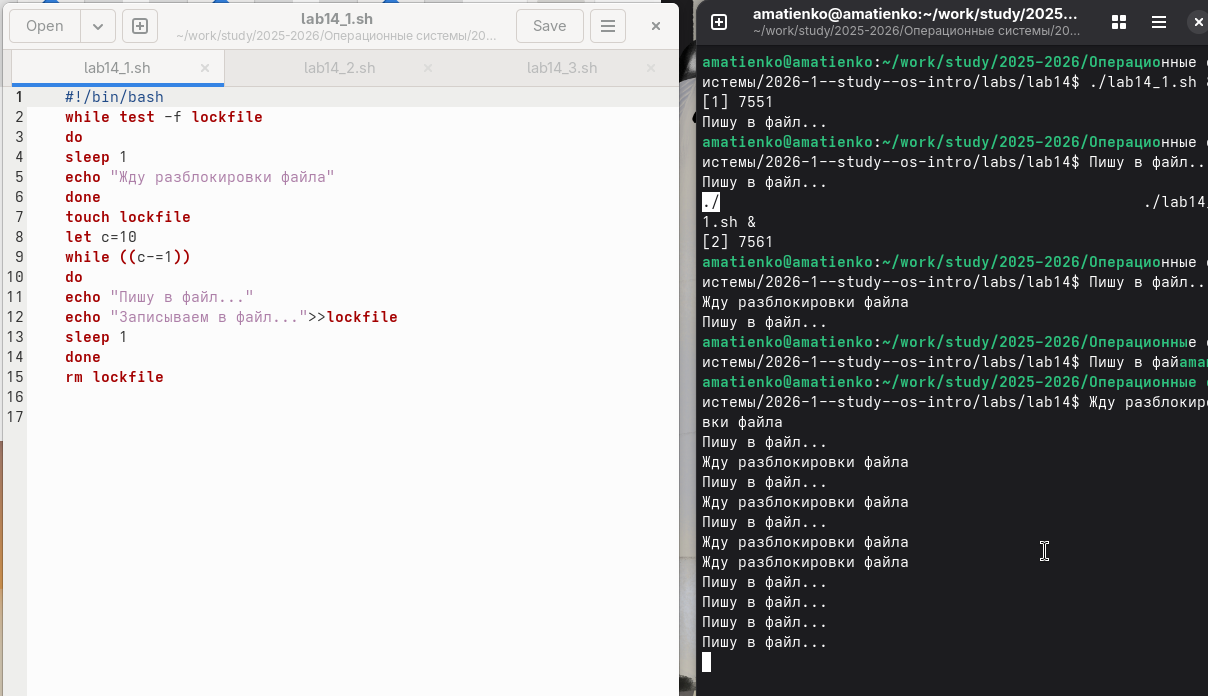 Open
lab14_1.sh
~/work/study/2025-2026/Операционные системы/20...
Save
lab14_1.sh
lab14_2.sh
lab14_3.sh
1 #!/bin/bash
2 while test -f lockfile
3 do
4 sleep 1
5 echo "Жду разблокировки файла"
6 done
7 touch lockfile
8 let c=10
9 while ((c-=1))
10 do
11 echo "Пишу в файл..."
12 echo "Записываем в файл...">>lockfile
13 sleep 1
14 done
15 rm lockfile
16
17
amatienko@amatienko:~/work/study/2025...
~/work/study/2025-2026/Операционные системы/20...
amatienko@amatienko:~/work/study/2025-2026/Операционные с
истемы/2026-1--study--os-intro/labs/lab14$ ./lab14_1.sh &
[1] 7551
Пишу в файл...
amatienko@amatienko:~/work/study/2025-2026/Операционные с
истемы/2026-1--study--os-intro/labs/lab14$ Пишу в файл..
Пишу в файл...
./ ./lab14_
1.sh &
[2] 7561
amatienko@amatienko:~/work/study/2025-2026/Операционные с
истемы/2026-1--study--os-intro/labs/lab14$ Пишу в файл..
Жду разблокировки файла
Пишу в файл...
amatienko@amatienko:~/work/study/2025-2026/Операционные с
истемы/2026-1--study--os-intro/labs/lab14$ Пишу в файama
amatienko@amatienko:~/work/study/2025-2026/Операционные с
истемы/2026-1--study--os-intro/labs/lab14$ Жду разблокиро
вки файла
Пишу в файл...
Жду разблокировки файла
Пишу в файл...
Жду разблокировки файла
Пишу в файл...
Жду разблокировки файла
Жду разблокировки файла
Пишу в файл...
Пишу в файл...
Пишу в файл...
Пишу в файл...